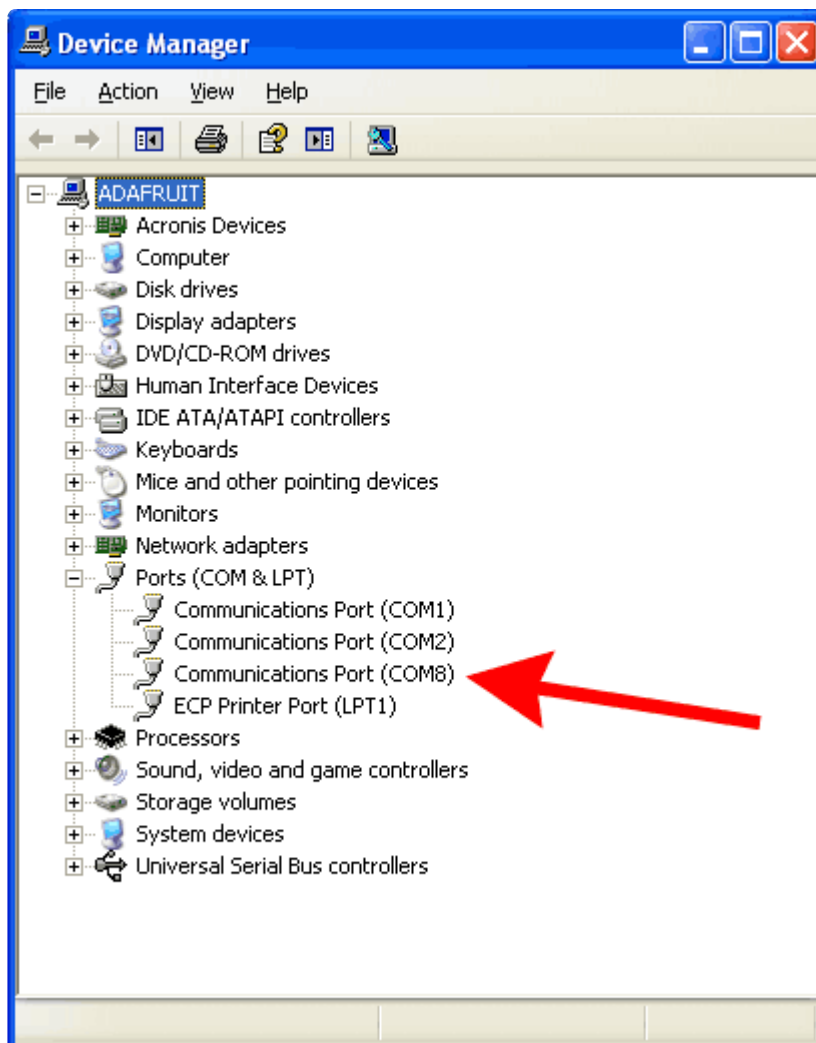 Device Manager
File Action View Help
ADAFRUIT
Acronis Devices
Computer
Disk drives
Display adapters
DVD/CD-ROM drives
Human Interface Devices
IDE ATA/ATAPI controllers
Keyboards
Mice and other pointing devices
Monitors
Network adapters
Ports (COM & LPT)
Communications Port (COM1)
Communications Port (COM2)
Communications Port (COM8)
ECP Printer Port (LPT1)
Processors
Sound, video and game controllers
Storage volumes
System devices
Universal Serial Bus controllers